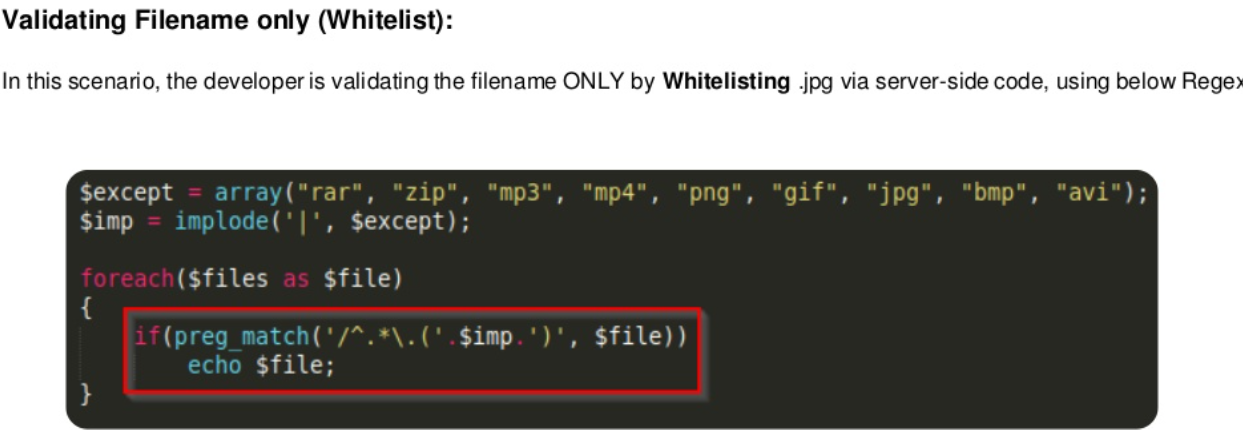 Validating Filename only (Whitelist):
In this scenario, the developer is validating the filename ONLY by Whitelisting .jpg via server-side code, using below Regex
$except = array("rar", "zip", "mp3", "mp4", "png", "gif", "jpg", "bmp", "avi");
$imp = implode('|', $except);
foreach($files as $file)
{
if(preg_match('/^.*\.('.$imp.')', $file))
echo $file;
}